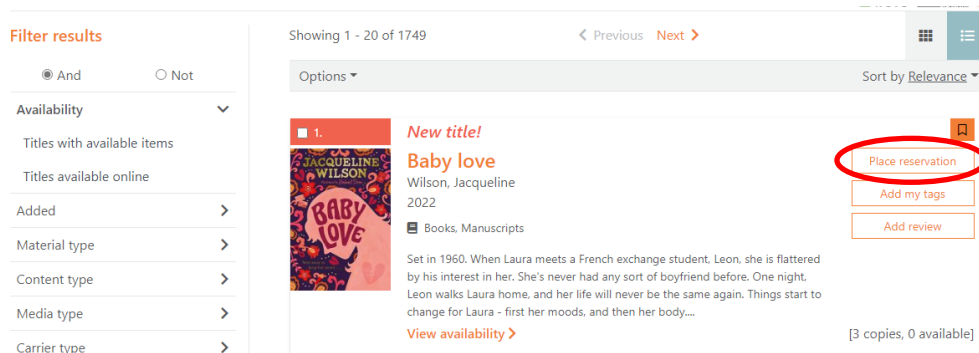 Filter results
And
Not
Availability
Titles with available items
Titles available online
Added
Material type
Content type
Media type
Carrier type
Showing 1 - 20 of 1749
Previous
Next
Options
Sort by Relevance
1.
New title!
Baby love
Wilson, Jacqueline
2022
Books, Manuscripts
JACQUELINE
WILSON
BABY
LOVE
Set in 1960. When Laura meets a French exchange student, Leon, she is flattered
by his interest in her. She's never had any sort of boyfriend before. One night,
Leon walks Laura home, and her life will never be the same again. Things start to
change for Laura - first her moods, and then her body....
View availability
Place reservation
Add my tags
Add review
[3 copies, 0 available]